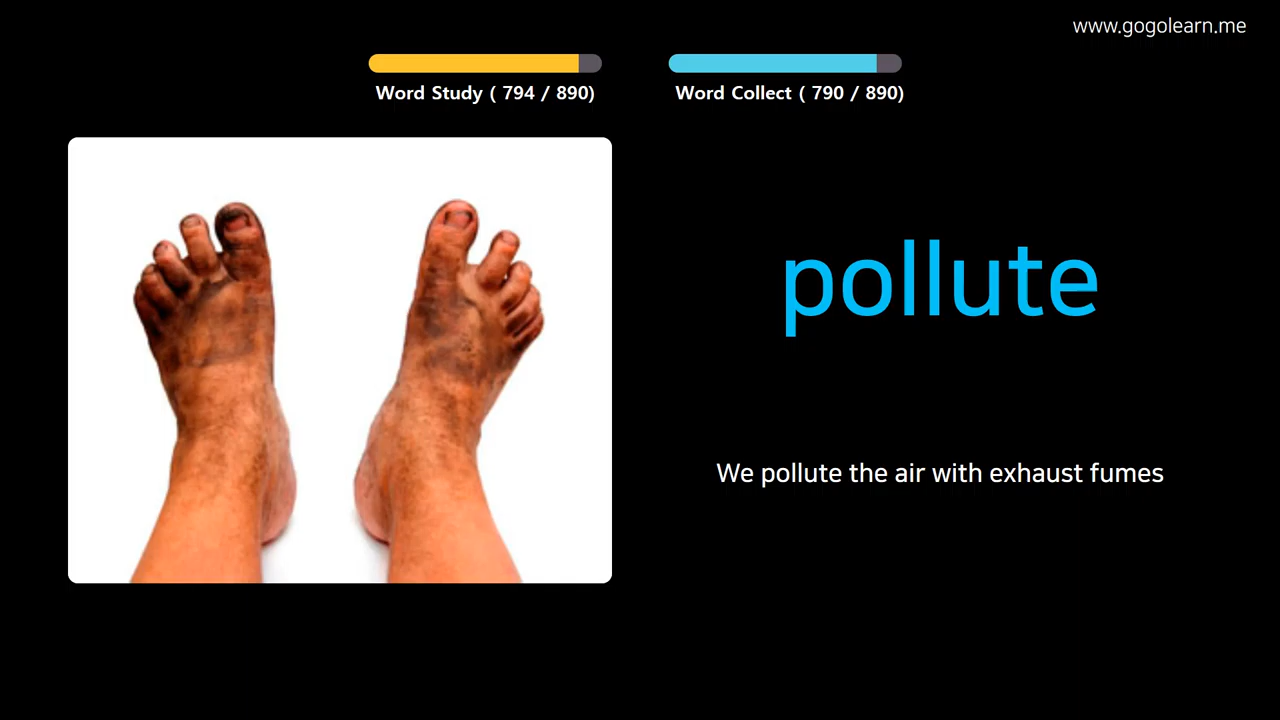 www.gogolearn.me
Word Study ( 794 / 890)
Word Collect ( 790 / 890)
pollute
We pollute the air with exhaust fumes